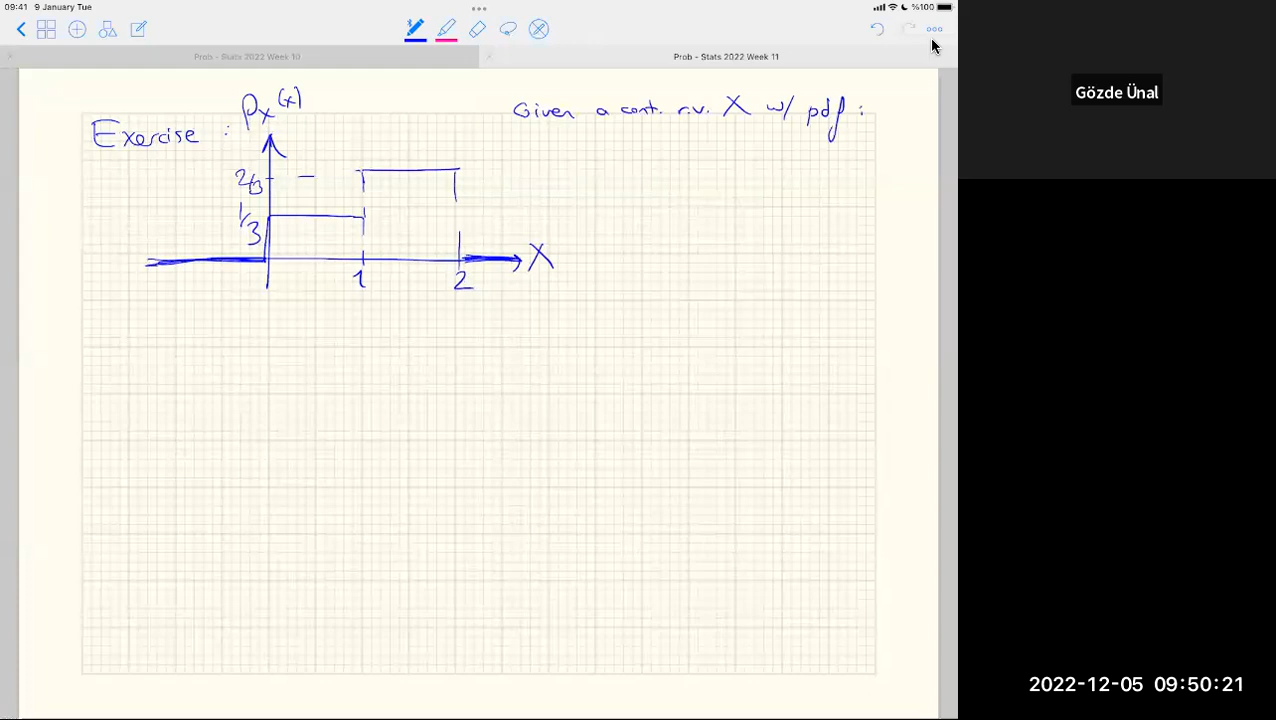 09:41 9 January Tue
%100
Prob - Stats 2022 Week 10
Prob - Stats 2022 Week 11
Gözde Ünal
Given a cont. r.v. X w/ pdf :
Exercise : Px(x)
2/3
1/3
X
1 2
2022-12-05 09:50:21